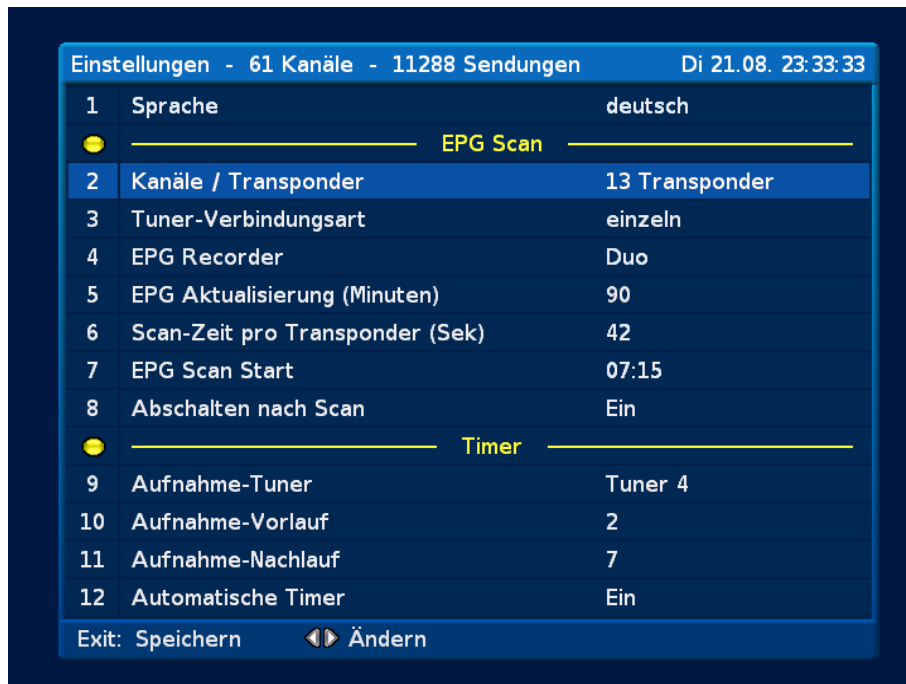 Einstellungen - 61 Kanäle - 11288 Sendungen Di 21.08. 23:33:33
1 Sprache deutsch
EPG Scan
2 Kanäle / Transponder 13 Transponder
3 Tuner-Verbindungsart einzeln
4 EPG Recorder Duo
5 EPG Aktualisierung (Minuten) 90
6 Scan-Zeit pro Transponder (Sek) 42
7 EPG Scan Start 07:15
8 Abschalten nach Scan Ein
Timer
9 Aufnahme-Tuner Tuner 4
10 Aufnahme-Vorlauf 2
11 Aufnahme-Nachlauf 7
12 Automatische Timer Ein
Exit: Speichern Ändern